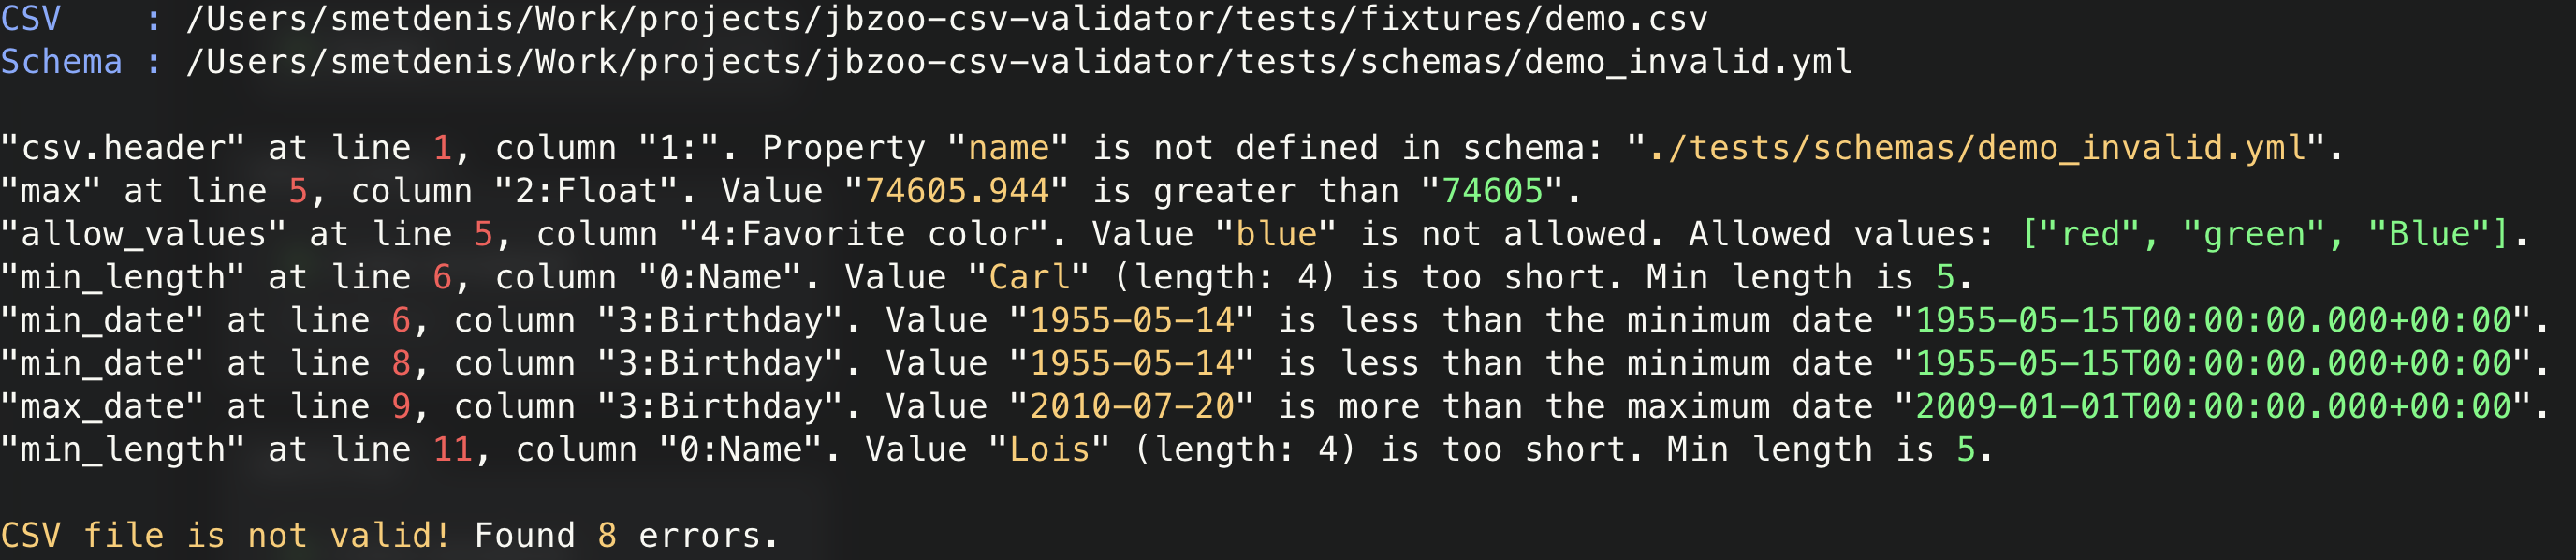 CSV    : /Users/smetdenis/Work/projects/jbzoo-csv-validator/tests/fixtures/demo.csv
Schema : /Users/smetdenis/Work/projects/jbzoo-csv-validator/tests/schemas/demo_invalid.yml
"csv.header" at line 1, column "1:". Property "name" is not defined in schema: "./tests/schemas/demo_invalid.yml".
"max" at line 5, column "2:Float". Value "74605.944" is greater than "74605".
"allow_values" at line 5, column "4:Favorite color". Value "blue" is not allowed. Allowed values: ["red", "green", "Blue"].
"min_length" at line 6, column "0:Name". Value "Carl" (length: 4) is too short. Min length is 5.
"min_date" at line 6, column "3:Birthday". Value "1955-05-14" is less than the minimum date "1955-05-15T00:00:00.000+00:00".
"min_date" at line 8, column "3:Birthday". Value "1955-05-14" is less than the minimum date "1955-05-15T00:00:00.000+00:00".
"max_date" at line 9, column "3:Birthday". Value "2010-07-20" is more than the maximum date "2009-01-01T00:00:00.000+00:00".
"min_length" at line 11, column "0:Name". Value "Lois" (length: 4) is too short. Min length is 5.
CSV file is not valid! Found 8 errors.